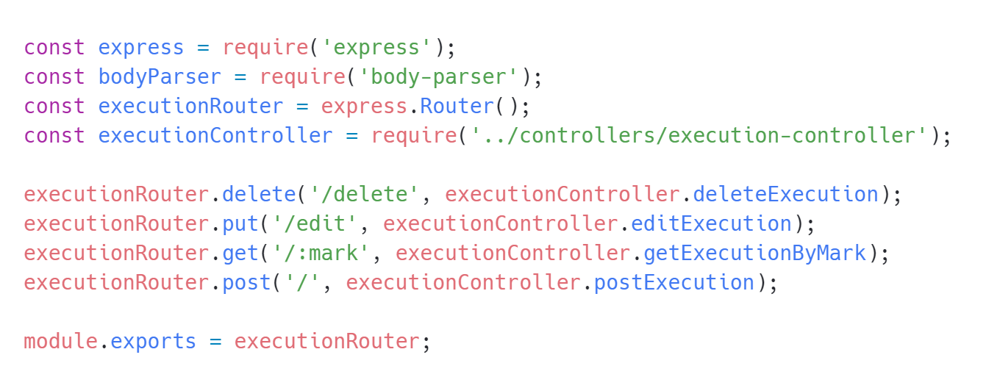 const express = require('express');
const bodyParser = require('body-parser');
const executionRouter = express.Router();
const executionController = require('../controllers/execution-controller');
executionRouter.delete('/delete', executionController.deleteExecution);
executionRouter.put('/edit', executionController.editExecution);
executionRouter.get('/:mark', executionController.getExecutionByMark);
executionRouter.post('/', executionController.postExecution);
module.exports = executionRouter;